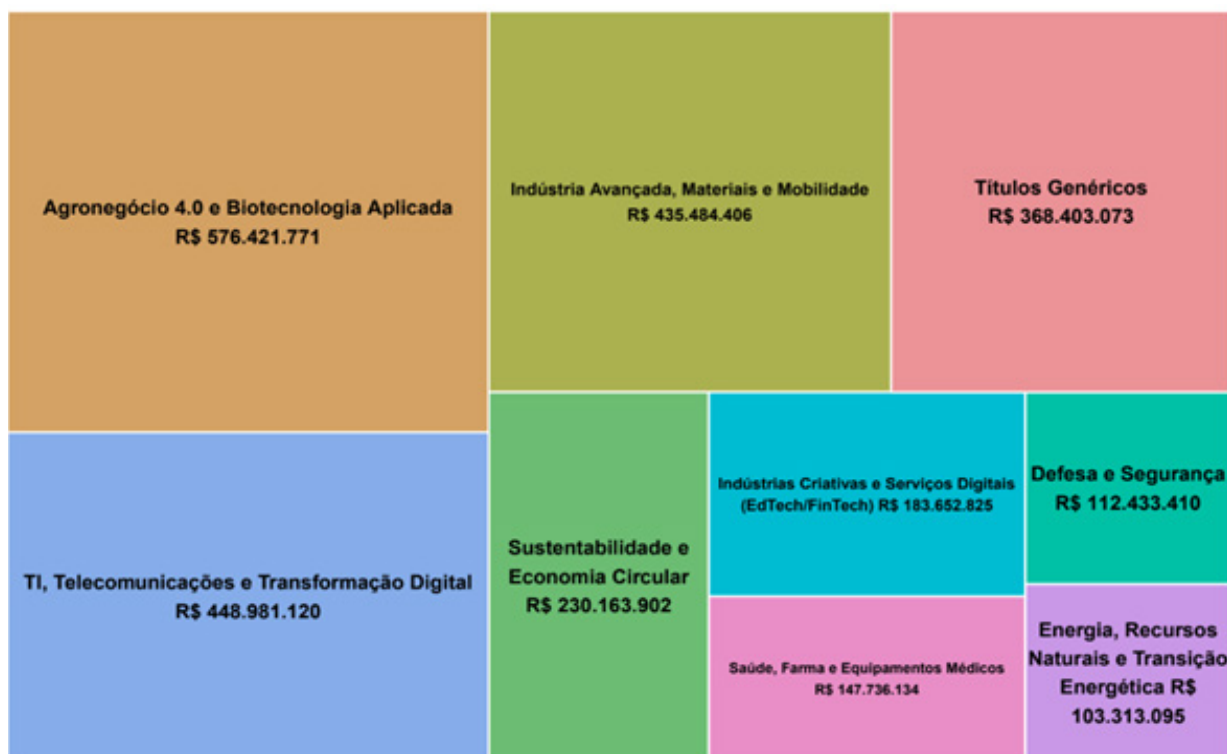 Agronegócio 4.0 e Biotecnologia Aplicada
R$ 576.421.771
Indústria Avançada, Materiais e Mobilidade
R$ 435.484.406
Títulos Genéricos
R$ 368.403.073
TI, Telecomunicações e Transformação Digital
R$ 448.981.120
Sustentabilidade e
Economia Circular
R$ 230.163.902
Indústrias Criativas e Serviços Digitais
(EdTech/FinTech) R$ 183.652.825
Defesa e Segurança
R$ 112.433.410
Saúde, Farma e Equipamentos Médicos
R$ 147.736.134
Energia, Recursos
Naturais e Transição
Energética R$
103.313.095